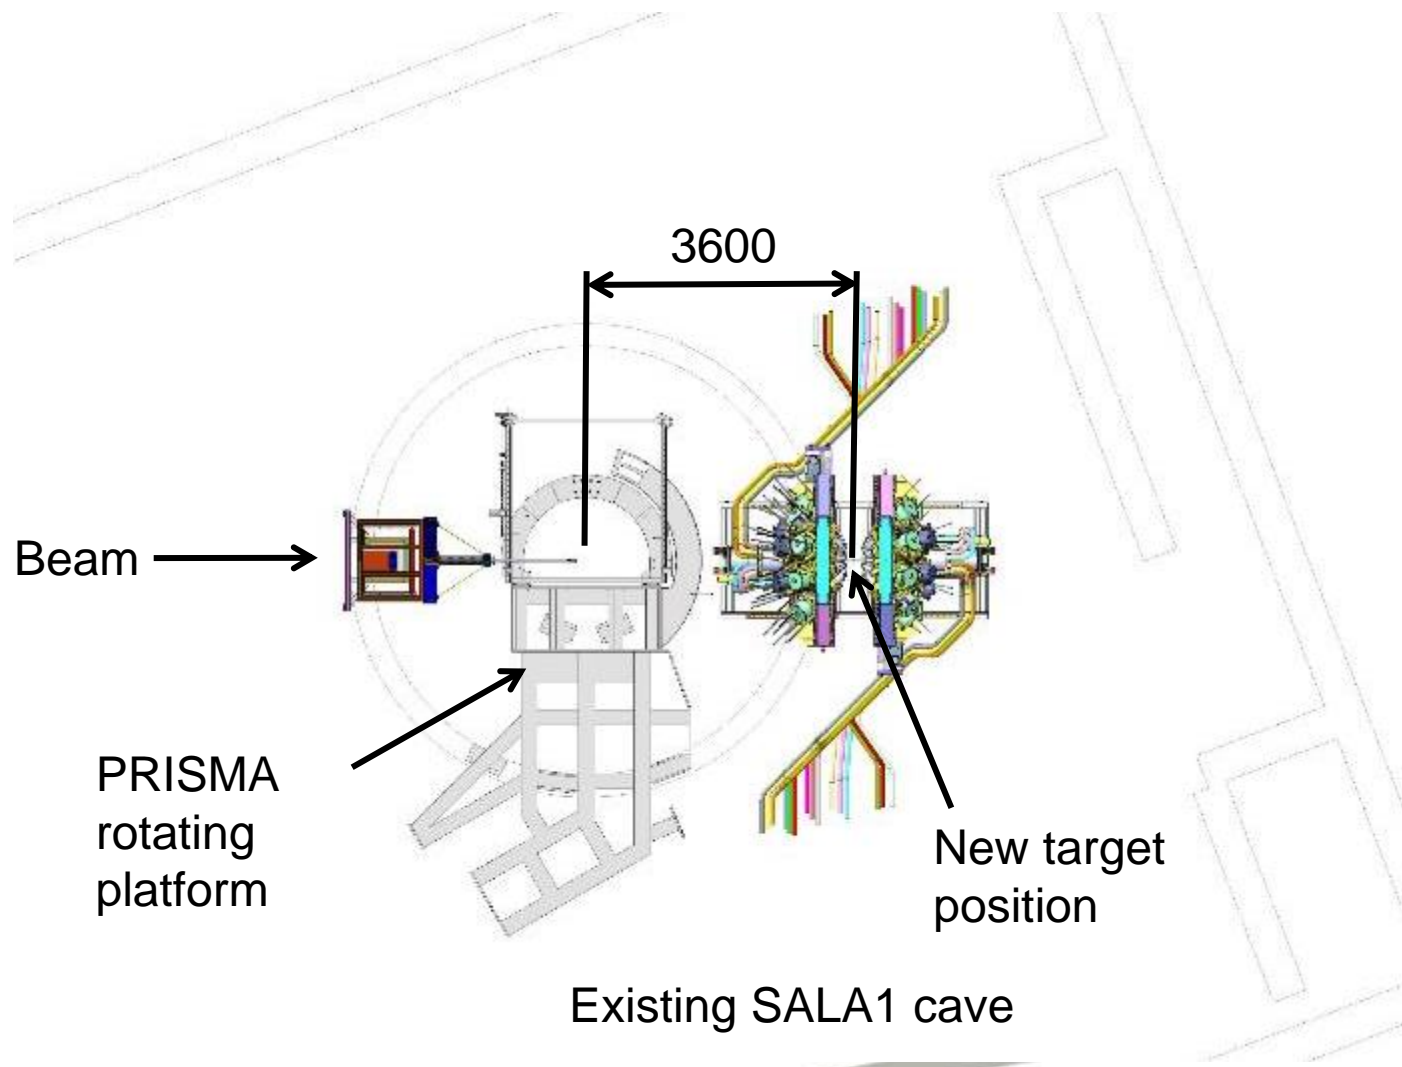 3600
Beam
PRISMA
rotating
platform
New target
position
Existing SALA1 cave